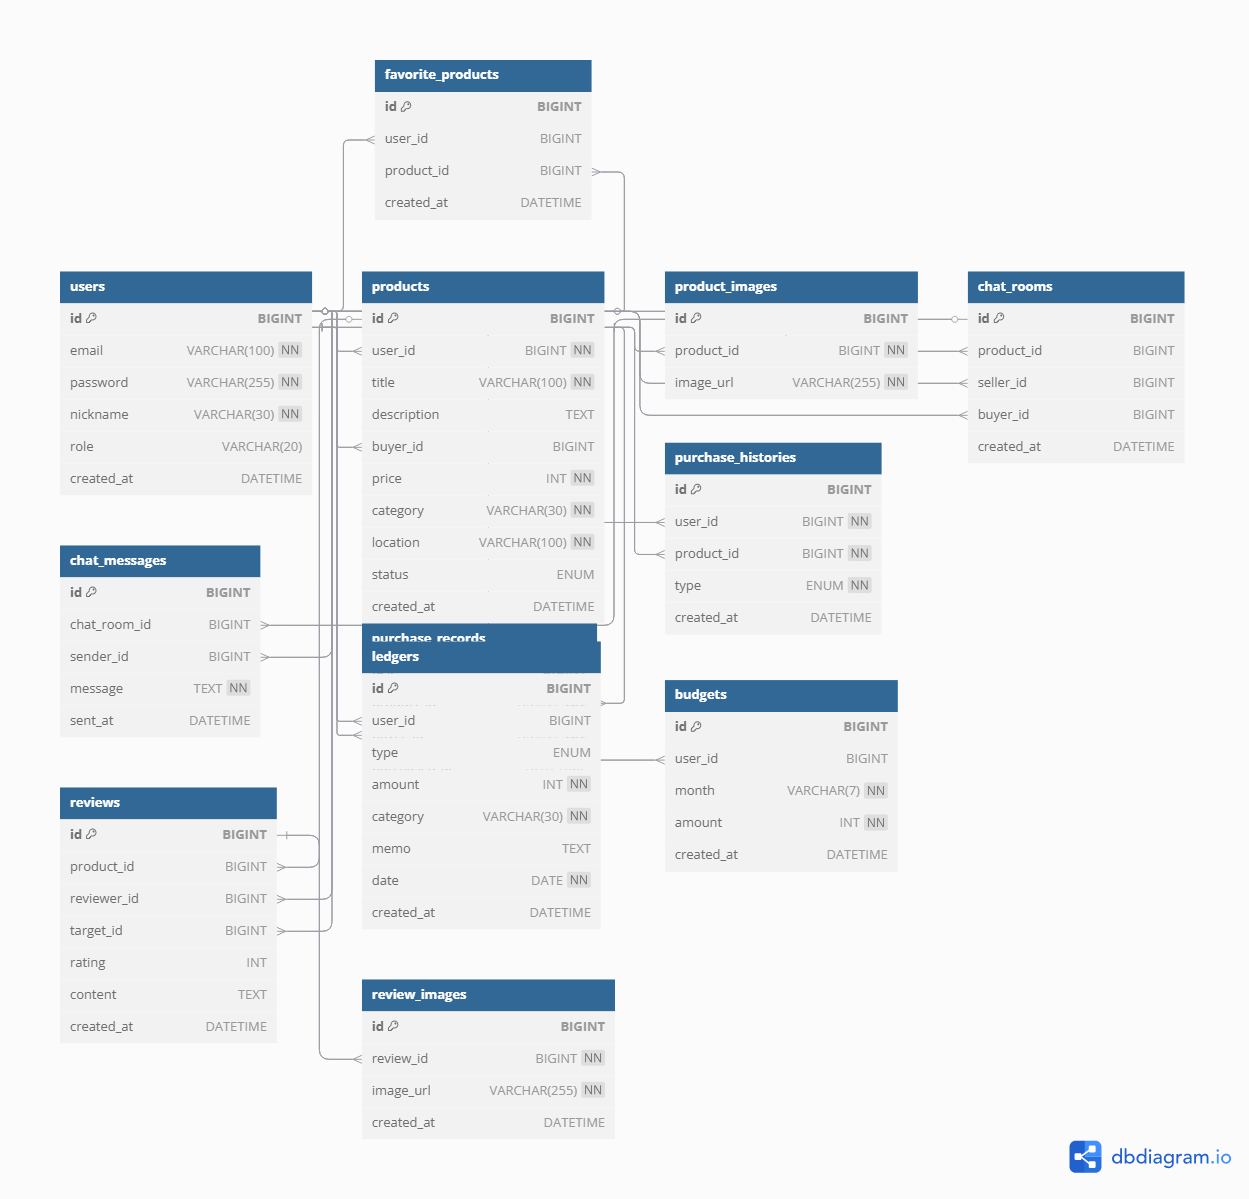 favorite_products
id BIGINT
user_id BIGINT
product_id BIGINT
created_at DATETIME
users
id BIGINT
email VARCHAR(100) NN
password VARCHAR(255) NN
nickname VARCHAR(30) NN
role VARCHAR(20)
created_at DATETIME
products
id BIGINT
user_id BIGINT NN
title VARCHAR(100) NN
description TEXT
buyer_id BIGINT
price INT NN
category VARCHAR(30) NN
location VARCHAR(100) NN
status ENUM
created_at DATETIME
product_images
id BIGINT
product_id BIGINT NN
image_url VARCHAR(255) NN
chat_rooms
id BIGINT
product_id BIGINT
seller_id BIGINT
buyer_id BIGINT
created_at DATETIME
purchase_histories
id BIGINT
user_id BIGINT NN
product_id BIGINT NN
type ENUM NN
created_at DATETIME
chat_messages
id BIGINT
chat_room_id BIGINT
sender_id BIGINT
message TEXT NN
sent_at DATETIME
purchase_records
ledgers
id BIGINT
user_id BIGINT
type ENUM
amount INT NN
category VARCHAR(30) NN
memo TEXT
date DATE NN
created_at DATETIME
budgets
id BIGINT
user_id BIGINT
month VARCHAR(7) NN
amount INT NN
created_at DATETIME
reviews
id BIGINT
product_id BIGINT
reviewer_id BIGINT
target_id BIGINT
rating INT
content TEXT
created_at DATETIME
review_images
id BIGINT
review_id BIGINT NN
image_url VARCHAR(255) NN
created_at DATETIME
dbdiagram.io